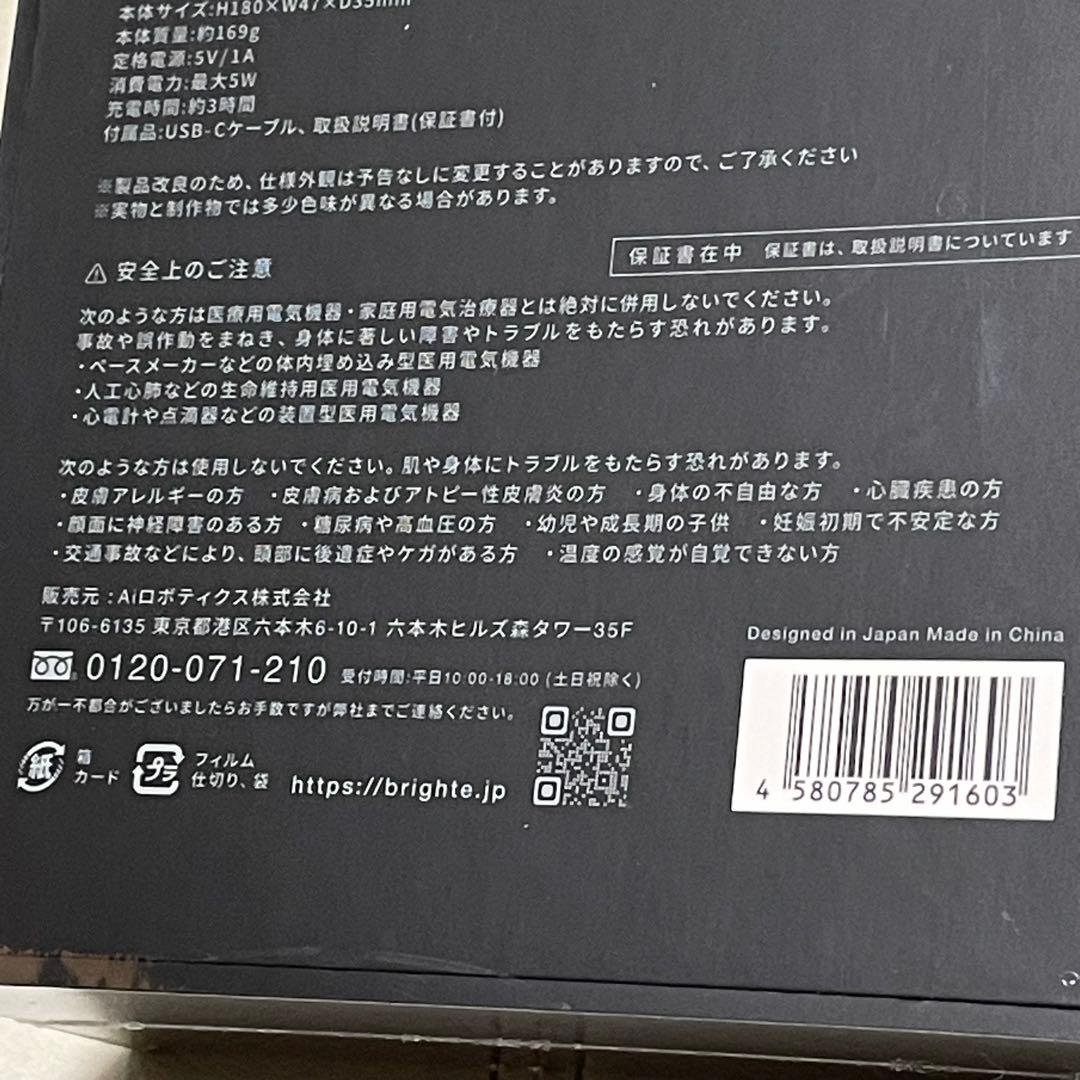 本体サイズ:H180×W47×D35mm
本体質量:約169g
定格電源:5V/1A
消費電力:最大5W
充電時間:約3時間
付属品:USB-Cケーブル、取扱説明書(保証書付)
※製品改良のため、仕様外観は予告なしに変更することがありますので、ご了承ください
※実物と制作物では多少色味が異なる場合があります。
保証書在中 保証書は、取扱説明書についています
⚠ 安全上のご注意
次のような方は医療用電気機器・家庭用電気治療器とは絶対に併用しないでください。
事故や誤作動をまねき、身体に著しい障害やトラブルをもたらす恐れがあります。
・ペースメーカーなどの体内埋め込み型医用電気機器
・人工心肺などの生命維持用医用電気機器
・心電計や点滴器などの装置型医用電気機器
次のような方は使用しないでください。肌や身体にトラブルをもたらす恐れがあります。
・皮膚アレルギーの方 ・皮膚病およびアトピー性皮膚炎の方 ・身体の不自由な方 ・心臓疾患の方
・顔面に神経障害のある方 ・糖尿病や高血圧の方 ・幼児や成長期の子供 ・妊娠初期で不安定な方
・交通事故などにより、頭部に後遺症やケガがある方 ・温度の感覚が自覚できない方
販売元:Aiロボティクス株式会社
〒106-6135 東京都港区六本木6-10-1 六本木ヒルズ森タワー35F
0120-071-210 受付時間:平日10:00-18:00 (土日祝除く)
万が一不都合がございましたらお手数ですが弊社までご連絡ください。
紙 箱 カード
プラ フィルム 仕切り、袋
https://brighte.jp
Designed in Japan Made in China
4 580785 291603